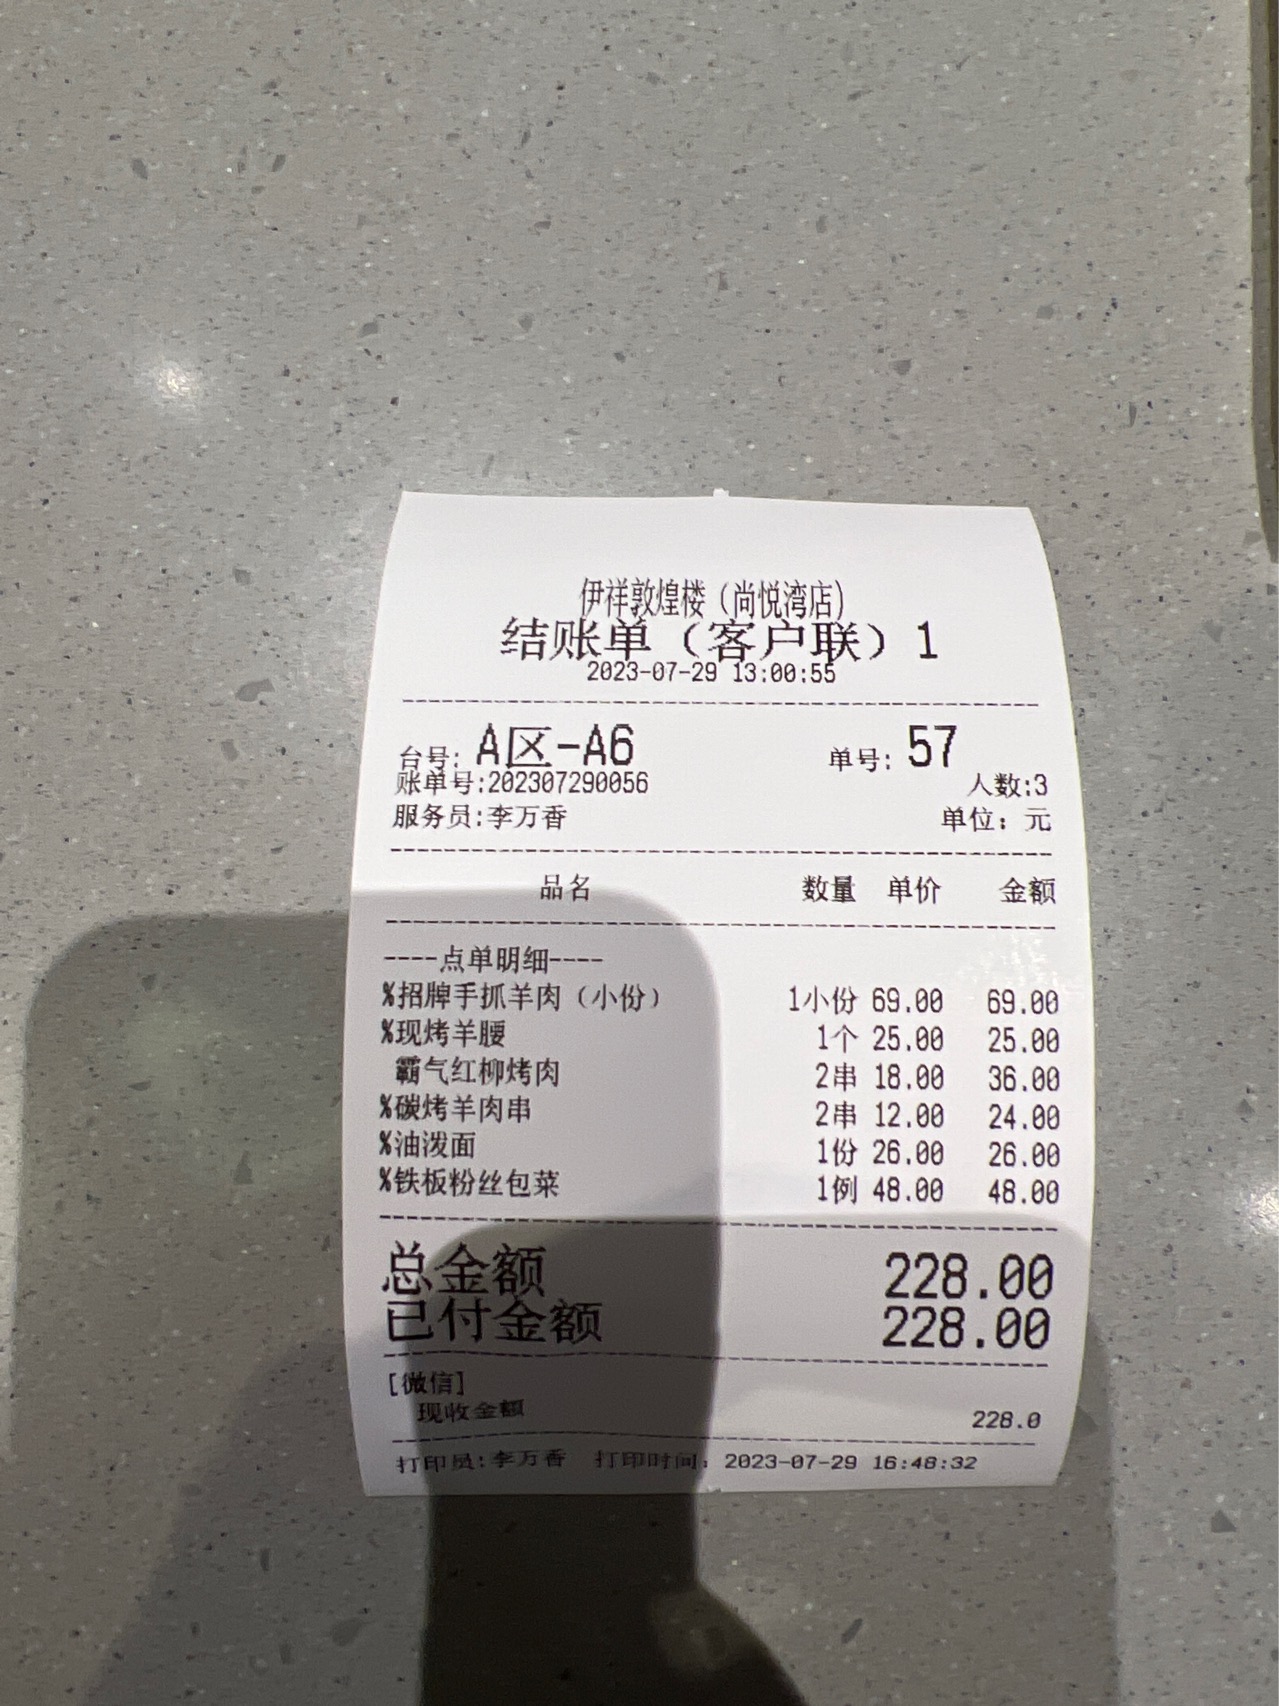 伊祥敦煌楼（尚悦湾店）
结账单（客户联）1
2023-07-29 13:00:55
台号: A区-A6 单号: 57
账单号:202307290056 人数:3
服务员:李万香 单位: 元
品名 数量 单价 金额
----点单明细----
%招牌手抓羊肉（小份） 1小份 69.00 69.00
%现烤羊腰 1个 25.00 25.00
霸气红柳烤肉 2串 18.00 36.00
%碳烤羊肉串 2串 12.00 24.00
%油泼面 1份 26.00 26.00
%铁板粉丝包菜 1例 48.00 48.00
总金额 228.00
已付金额 228.00
[微信]
现收金额 228.0
打印员:李万香 打印时间: 2023-07-29 16:48:32